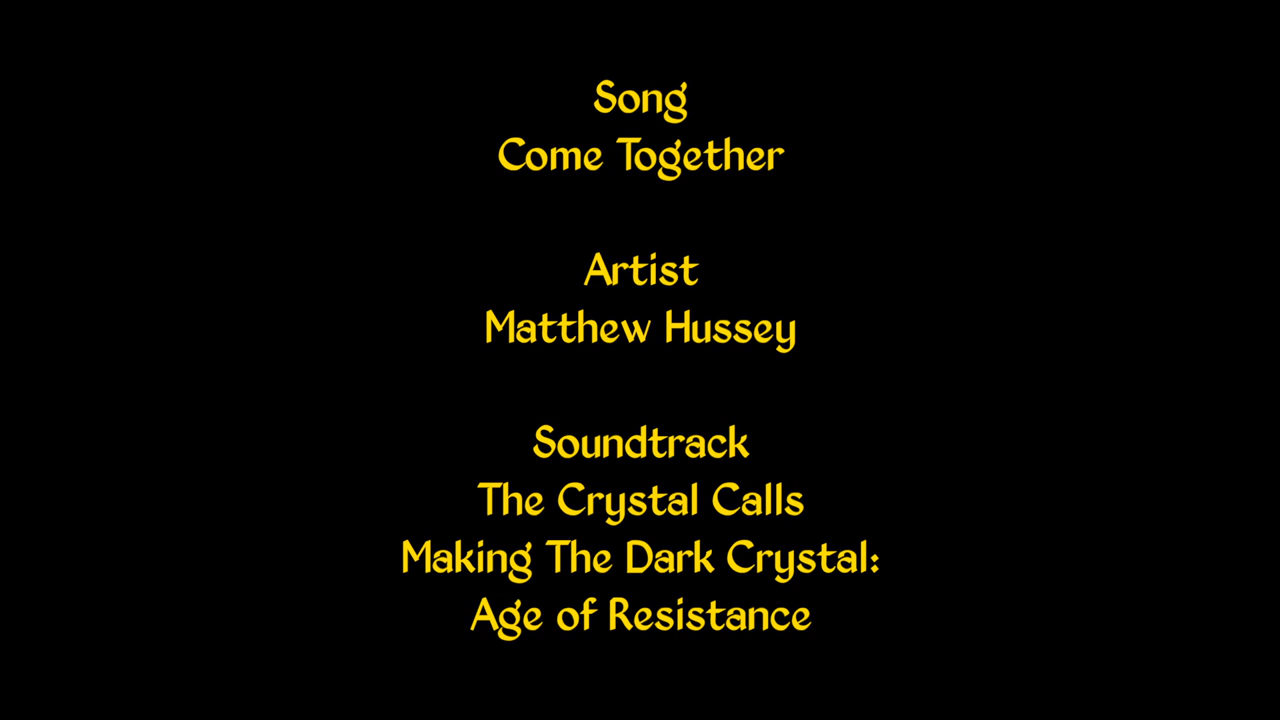 Song
Come Together
Artist
Matthew Hussey
Soundtrack
The Crystal Calls
Making The Dark Crystal:
Age of Resistance